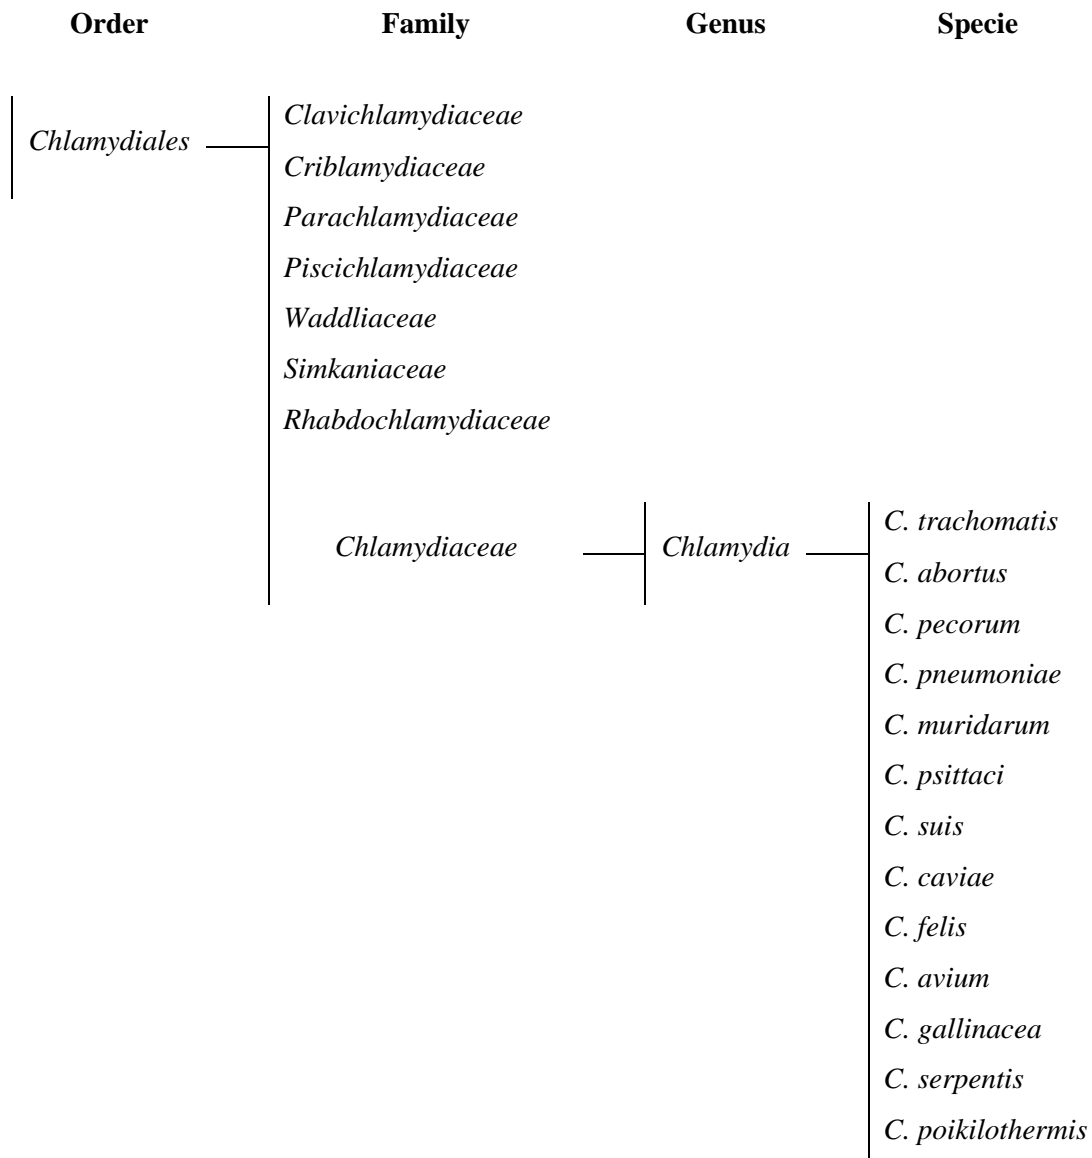 Order Family Genus Specie
Clavichlamydiaceae
Chlamydiales
Criblamydiaceae
Parachlamydiaceae
Piscichlamydiaceae
Waddliaceae
Simkaniaceae
Rhabdochlamydiaceae
C. trachomatis
Chlamydiaceae Chlamydia
C. abortus
C. pecorum
C. pneumoniae
C. muridarum
C. psittaci
C. suis
C. caviae
C. felis
C. avium
C. gallinacea
C. serpentis
C. poikilothermis